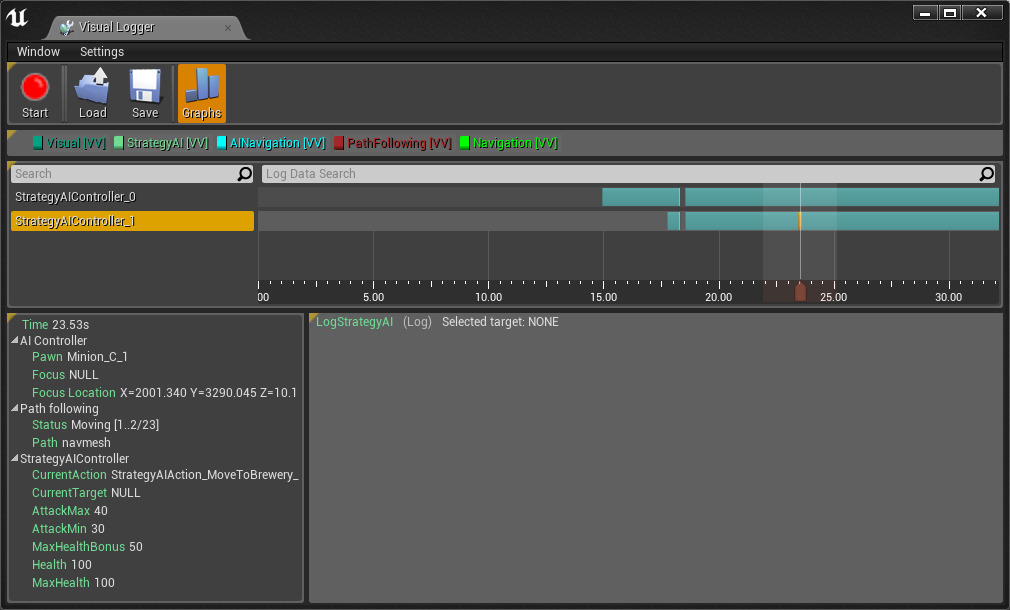 Visual Logger
Window Settings
Start Load Save Graphs
Visual [VV] StrategyAI [VV] AINavigation [VV] PathFollowing [VV] Navigation [VV]
Search Log Data Search
StrategyAIController_0
StrategyAIController_1
00 5.00 10.00 15.00 20.00 25.00 30.00
Time 23.53s
AI Controller
Pawn Minion_C_1
Focus NULL
Focus Location X=2001.340 Y=3290.045 Z=10.1
Path following
Status Moving [1..2/23]
Path navmesh
StrategyAIController
CurrentAction StrategyAIAction_MoveToBrewery_
CurrentTarget NULL
AttackMax 40
AttackMin 30
MaxHealthBonus 50
Health 100
MaxHealth 100
LogStrategyAI (Log) Selected target: NONE